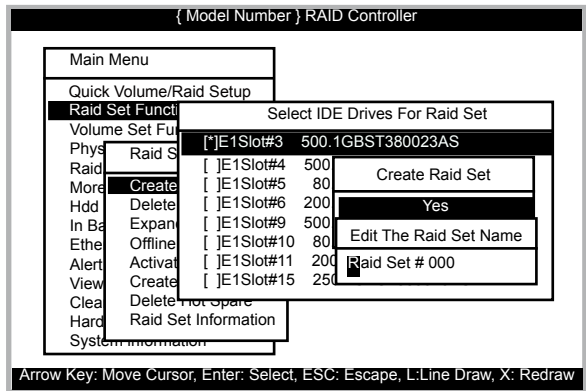 { Model Number } RAID Controller
Main Menu
Quick Volume/Raid Setup
Raid Set Functi
Volume Set Fu
Phys
Raid
More
Hdd
In Ba
Ethe
Alert
View
Clea
Hard
System Information
Raid S
Create
Delete
Expan
Offline
Activat
Create
Delete Hot Spare
Raid Set Information
Select IDE Drives For Raid Set
[*]E1Slot#3 500.1GBST380023AS
[ ]E1Slot#4 500
[ ]E1Slot#5 80
[ ]E1Slot#6 200
[ ]E1Slot#9 500
[ ]E1Slot#10 80
[ ]E1Slot#11 200
[ ]E1Slot#15 250
Create Raid Set
Yes
Edit The Raid Set Name
Raid Set # 000
Arrow Key: Move Cursor, Enter: Select, ESC: Escape, L:Line Draw, X: Redraw